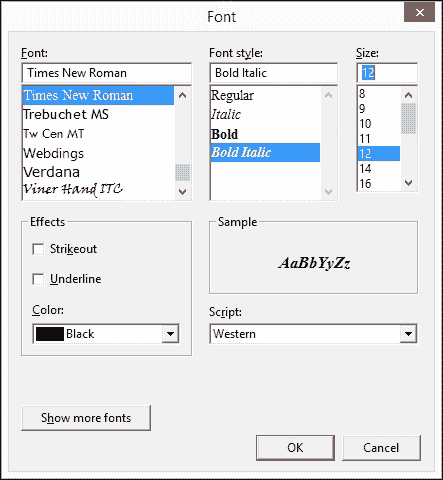 Font
Font: Font style: Size:
Times New Roman Bold Italic 12
Times New Roman Regular 8
Trebuchet MS Italic 9
Tw Cen MT Bold 10
Webdings Bold Italic 11
Verdana 12
Viner Hand ITC 14
16
Effects Sample
Strikeout
Underline AaBbYyZz
Color: Script:
Black Western
Show more fonts
OK Cancel